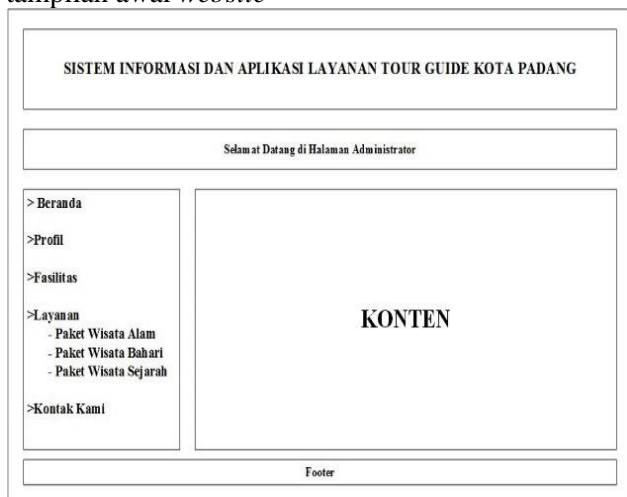 tampilan awal website
SISTEM INFORMASI DAN APLIKASI LAYANAN TOUR GUIDE KOTA PADANG
Selamat Datang di Halaman Administrator
> Beranda
>Profil
>Fasilitas
>Layanan
- Paket Wisata Alam
- Paket Wisata Bahari
- Paket Wisata Sejarah
>Kontak Kami
KONTEN
Footer